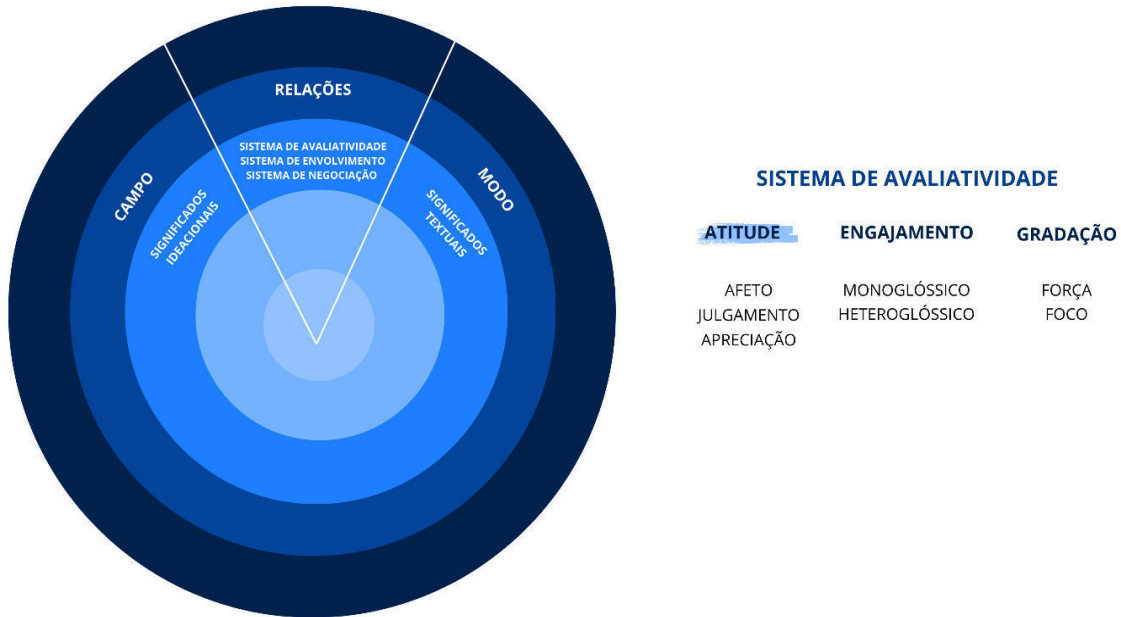 RELAÇÕES
SISTEMA DE AVALIATIVIDADE
SISTEMA DE ENVOLVIMENTO
SISTEMA DE NEGOCIAÇÃO
CAMPO
SIGNIFICADOS
IDEACIONAIS
MODO
SIGNIFICADOS
TEXTUAIS
SISTEMA DE AVALIATIVIDADE
ATITUDE
AFETO
JULGAMENTO
APRECIAÇÃO
ENGAJAMENTO
MONOGLÓSSICO
HETEROGLÓSSICO
GRADAÇÃO
FORÇA
FOCO